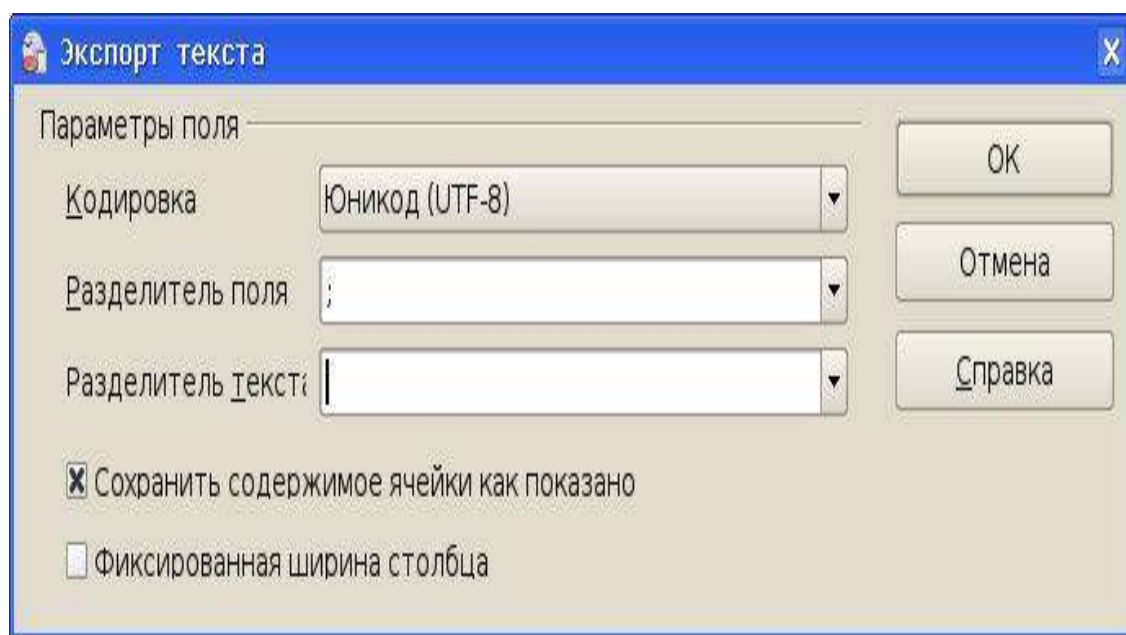 Экспорт текста
Параметры поля
Кодировка
Юникод (UTF-8)
Разделитель поля
;
Разделитель текста
Сохранить содержимое ячейки как показано
Фиксированная ширина столбца
OK
Отмена
Справка